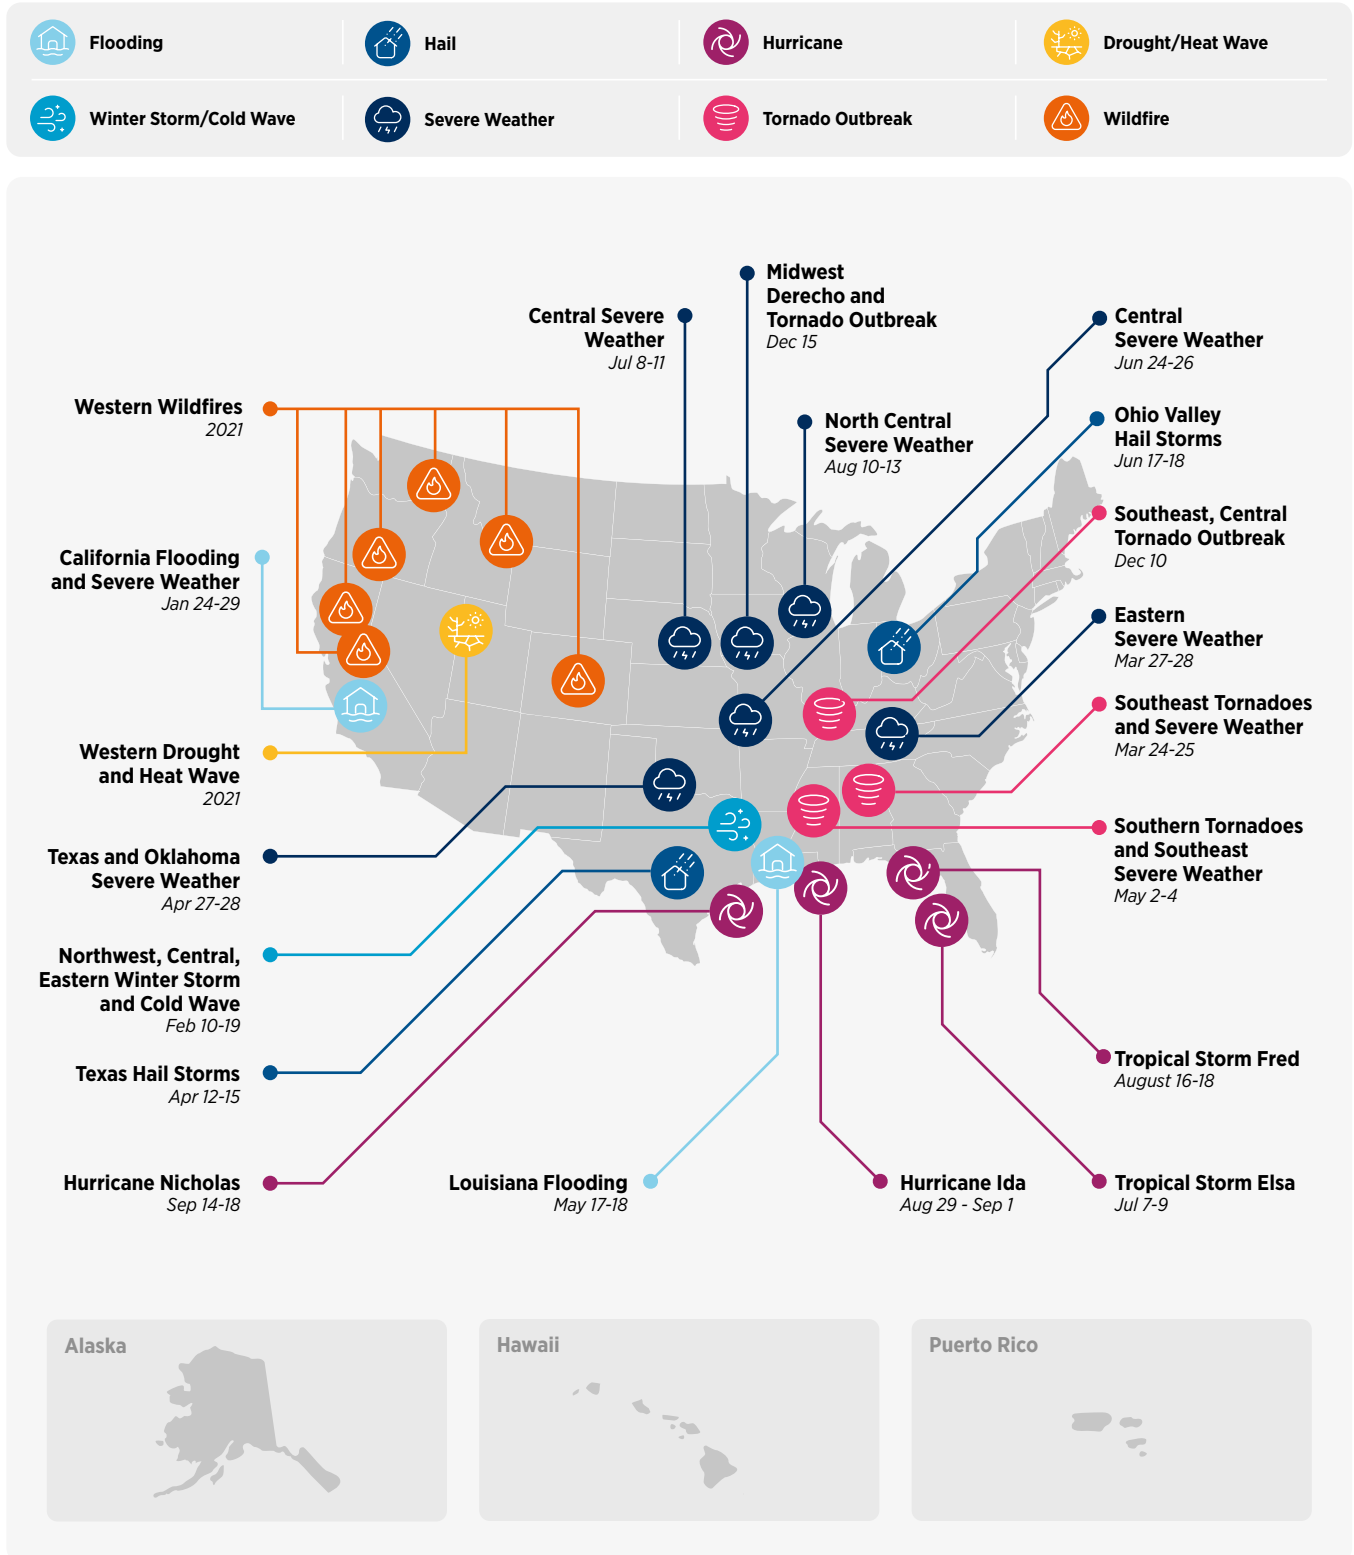 Flooding
Hail
Hurricane
Drought/Heat Wave
Winter Storm/Cold Wave
Severe Weather
Tornado Outbreak
Wildfire
Midwest
Derecho and
Tornado Outbreak
Dec 15
Central Severe
Weather
Jul 8-11
Central
Severe Weather
Jun 24-26
Western Wildfires
2021
North Central
Severe Weather
Aug 10-13
Ohio Valley
Hail Storms
Jun 17-18
Southeast, Central
Tornado Outbreak
Dec 10
California Flooding
and Severe Weather
Jan 24-29
Eastern
Severe Weather
Mar 27-28
Southeast Tornadoes
and Severe Weather
Mar 24-25
Western Drought
and Heat Wave
2021
Southern Tornadoes
and Southeast
Severe Weather
May 2-4
Texas and Oklahoma
Severe Weather
Apr 27-28
Northwest, Central,
Eastern Winter Storm
and Cold Wave
Feb 10-19
Texas Hail Storms
Apr 12-15
Tropical Storm Fred
August 16-18
Hurricane Nicholas
Sep 14-18
Louisiana Flooding
May 17-18
Hurricane Ida
Aug 29 - Sep 1
Tropical Storm Elsa
Jul 7-9
Alaska
Hawaii
Puerto Rico